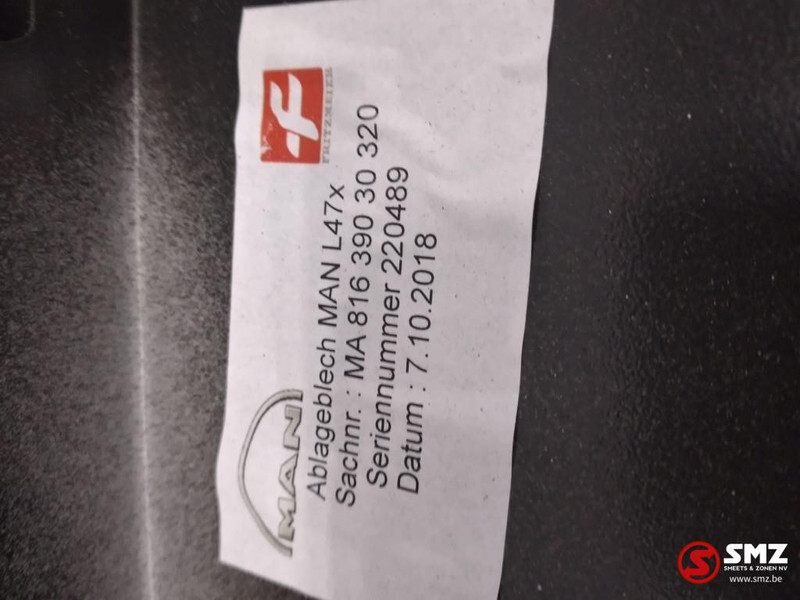 MAN
FRITZMEIER
Ablageblech MAN L47x
Sachnr. : MA 816 390 30 320
Seriennummer 220489
Datum : 7.10.2018
SMZ
SMEETS & ZONEN NV
www.smz.be